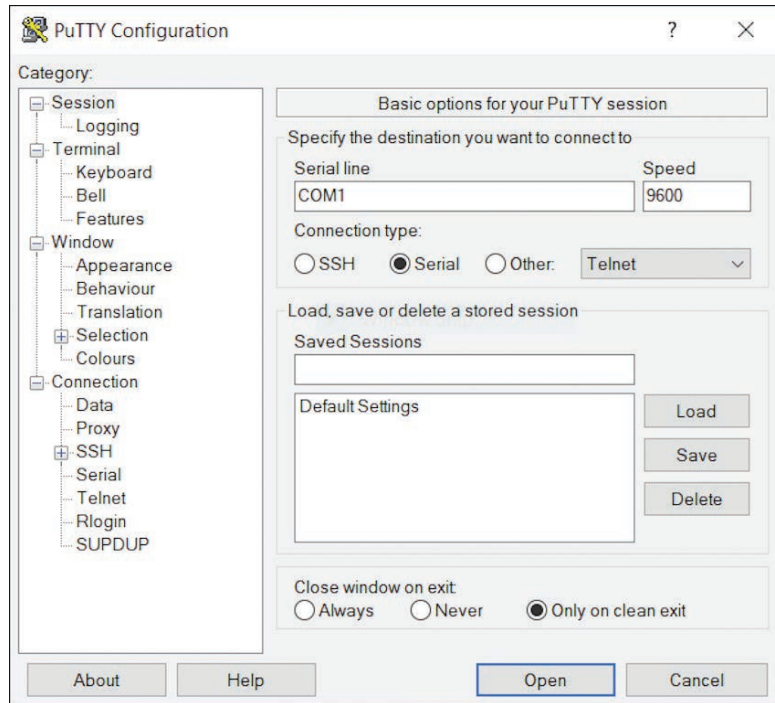 PuTTY Configuration
?
Category:
Session
Logging
Terminal
Keyboard
Bell
Features
Window
Appearance
Behaviour
Translation
Selection
Colours
Connection
Data
Proxy
SSH
Serial
Telnet
Rlogin
SUPDUP
Basic options for your PuTTY session
Specify the destination you want to connect to
Serial line Speed
COM1 9600
Connection type:
SSH Serial Other: Telnet
Load, save or delete a stored session
Saved Sessions
Default Settings
Load
Save
Delete
Close window on exit:
Always Never Only on clean exit
About Help Open Cancel